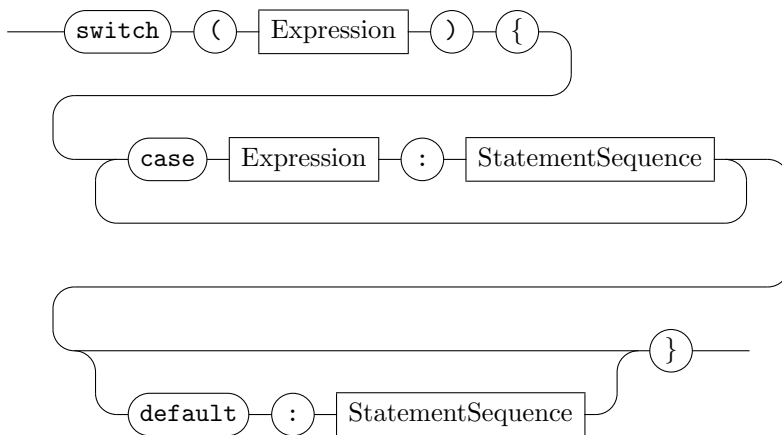 switch ( Expression ) {
case Expression : StatementSequence
}
default : StatementSequence